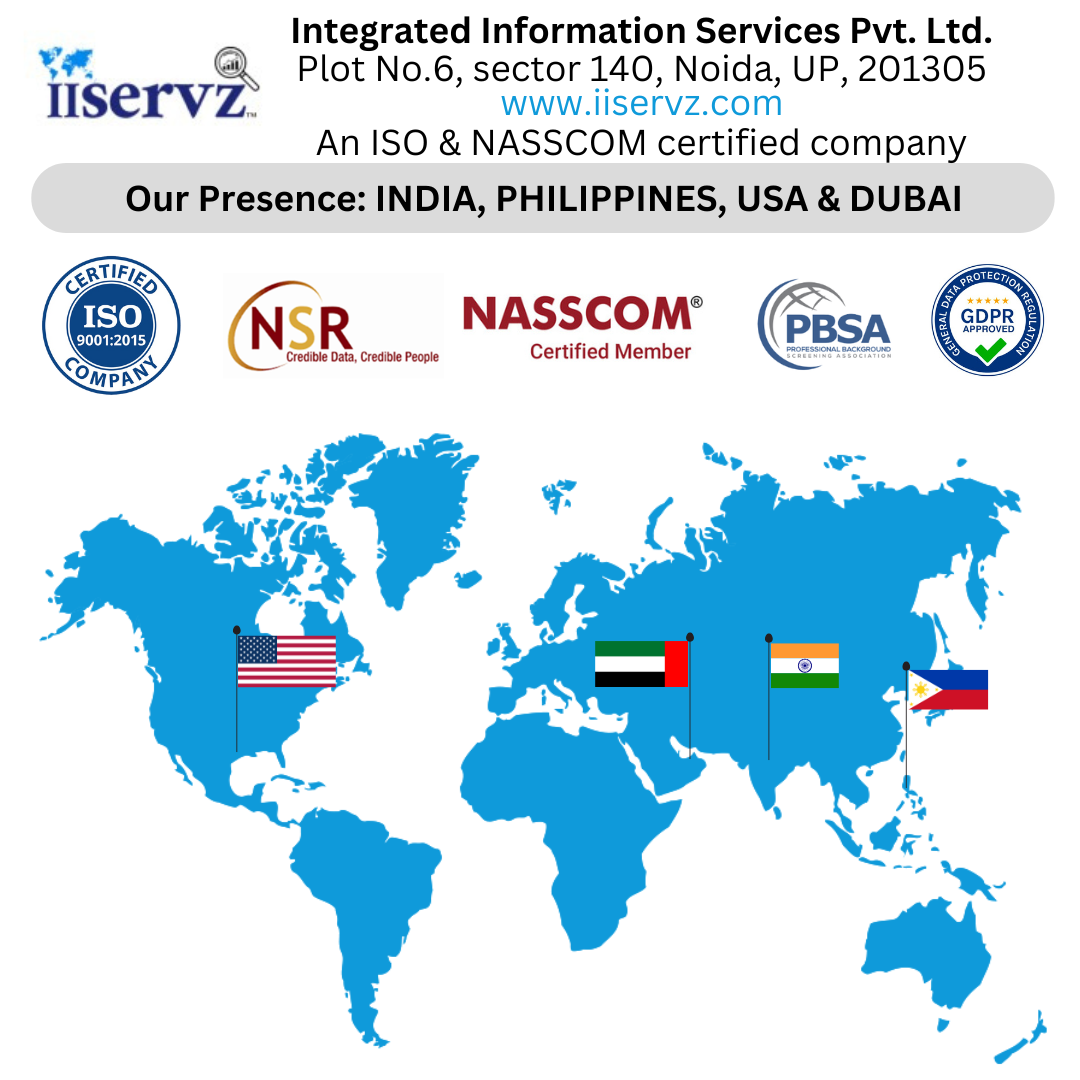 iiservz™
Integrated Information Services Pvt. Ltd.
Plot No.6, sector 140, Noida, UP, 201305
www.iiservz.com
An ISO & NASSCOM certified company
Our Presence: INDIA, PHILIPPINES, USA & DUBAI
CERTIFIED
ISO
9001:2015
COMPANY
NSR
Credible Data, Credible People
NASSCOM®
Certified Member
PBSA
PROFESSIONAL BACKGROUND
SCREENING ASSOCIATION
GENERAL DATA PROTECTION REGULATION
GDPR
APPROVED